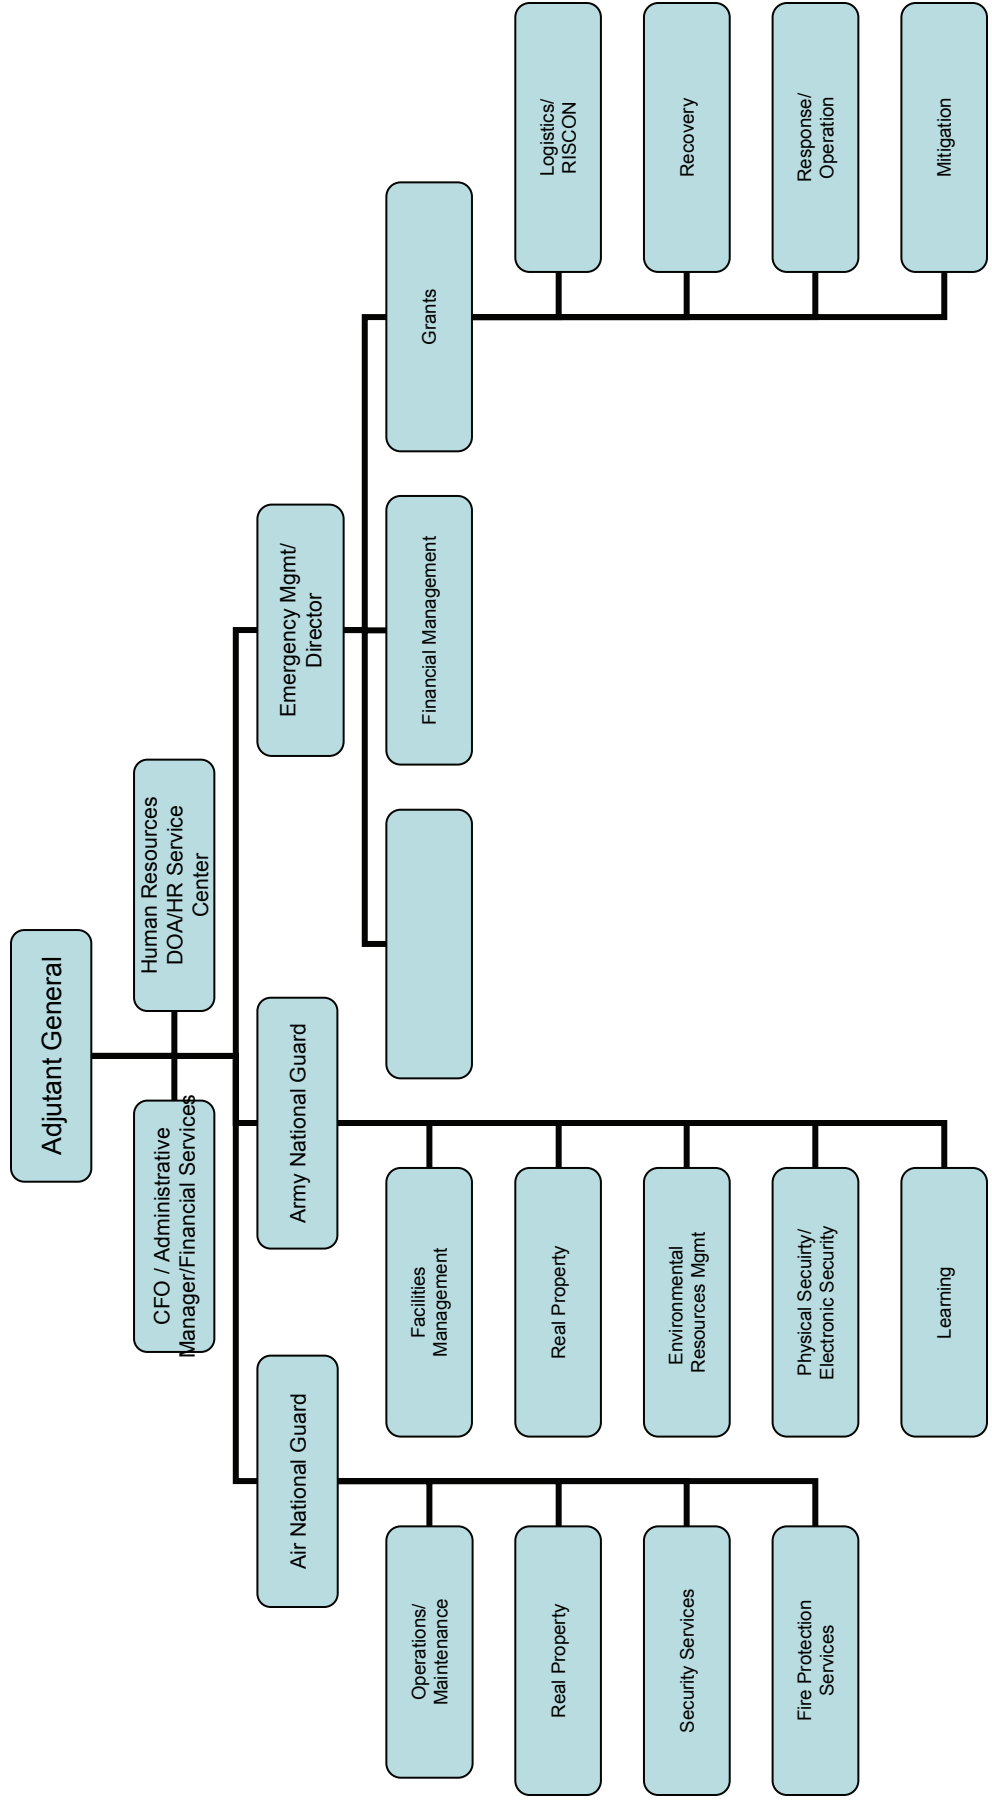 Adjutant General
CFO / Administrative
Manager/Financial Services
Human Resources
DOA/HR Service
Center
Air National Guard
Army National Guard
Emergency Mgmt/
Director
Operations/
Maintenance
Real Property
Security Services
Fire Protection
Services
Facilities
Management
Real Property
Environmental
Resources Mgmt
Physical Secuirty/
Electronic Security
Learning
Financial Management
Grants
Logistics/
RISCON
Recovery
Response/
Operation
Mitigation